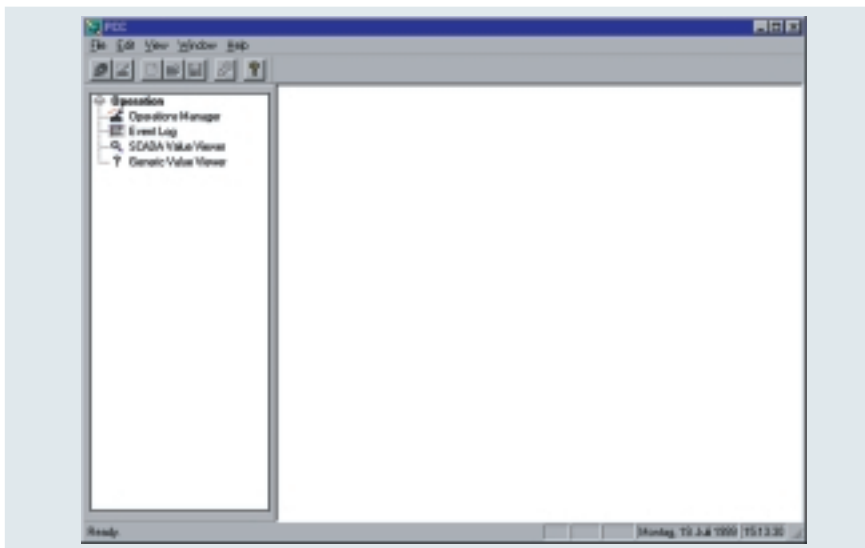 PCC
File Edit View Window Help
Operation
Operations Manager
Event Log
SCADA Value Viewer
Generic Value Viewer
Ready
Montag, 19. Juli 1999 15:13:30